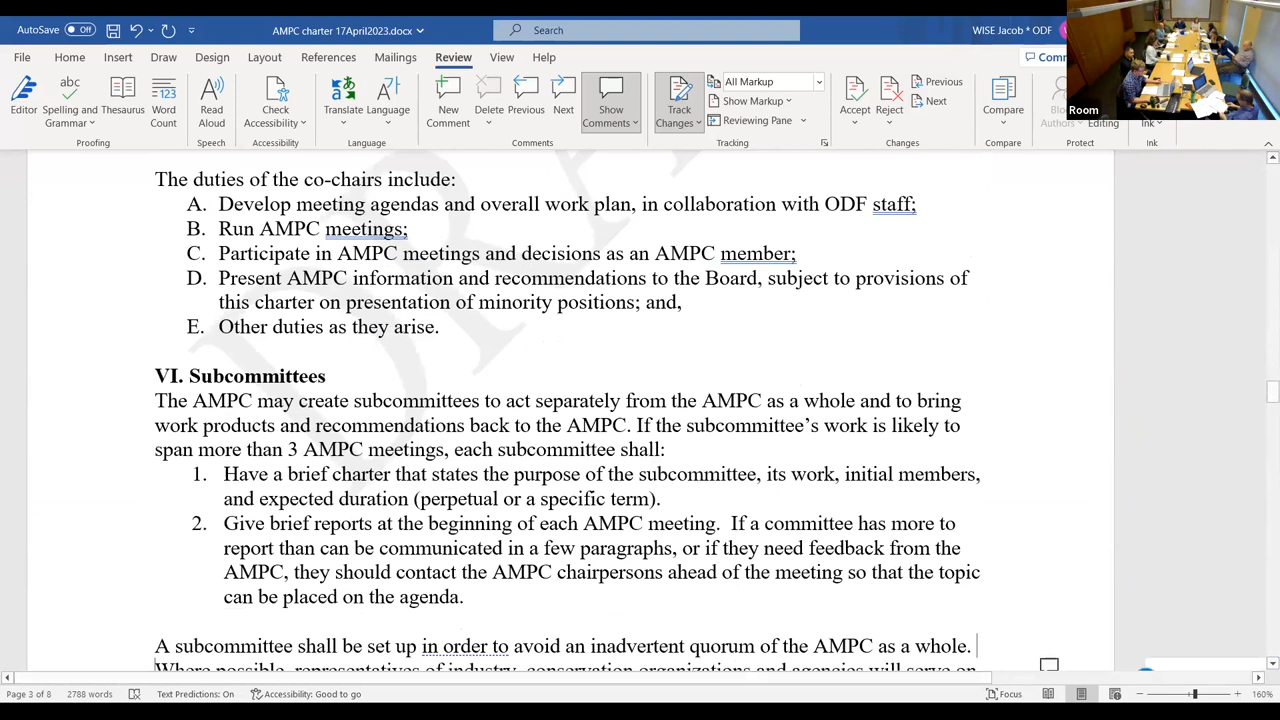 AutoSave Off AMPC charter 17April2023.docx Search WISE Jacob * ODF
File Home Insert Draw Design Layout References Mailings Review View Help
Editor Spelling and Grammar Thesaurus Word Count Read Aloud Check Accessibility Translate Language New Comment Delete Previous Next Show Comments Track Changes All Markup Show Markup Reviewing Pane Accept Reject Previous Next Compare Editing Ink
Proofing Speech Accessibility Language Comments Tracking Changes Compare Protect Ink
Room
The duties of the co-chairs include:
A. Develop meeting agendas and overall work plan, in collaboration with ODF staff;
B. Run AMPC meetings;
C. Participate in AMPC meetings and decisions as an AMPC member;
D. Present AMPC information and recommendations to the Board, subject to provisions of
this charter on presentation of minority positions; and,
E. Other duties as they arise.
VI. Subcommittees
The AMPC may create subcommittees to act separately from the AMPC as a whole and to bring
work products and recommendations back to the AMPC. If the subcommittee’s work is likely to
span more than 3 AMPC meetings, each subcommittee shall:
1. Have a brief charter that states the purpose of the subcommittee, its work, initial members,
and expected duration (perpetual or a specific term).
2. Give brief reports at the beginning of each AMPC meeting. If a committee has more to
report than can be communicated in a few paragraphs, or if they need feedback from the
AMPC, they should contact the AMPC chairpersons ahead of the meeting so that the topic
can be placed on the agenda.
A subcommittee shall be set up in order to avoid an inadvertent quorum of the AMPC as a whole.
Where possible, representatives of industry, conservation organizations and agencies will serve on
Page 3 of 8 2788 words Text Predictions: On Accessibility: Good to go Focus 160%